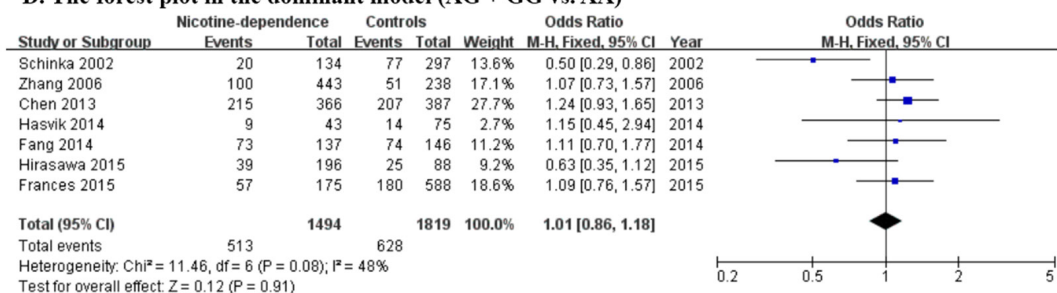 D. The forest plot in the dominant model (AG + GG vs. AA)
Nicotine-dependence Controls Odds Ratio Odds Ratio
Study or Subgroup Events Total Events Total Weight M-H, Fixed, 95% CI Year M-H, Fixed, 95% CI
Schinka 2002 20 134 77 297 13.6% 0.50 [0.29, 0.86] 2002
Zhang 2006 100 443 51 238 17.1% 1.07 [0.73, 1.57] 2006
Chen 2013 215 366 207 387 27.7% 1.24 [0.93, 1.65] 2013
Hasvik 2014 9 43 14 75 2.7% 1.15 [0.45, 2.94] 2014
Fang 2014 73 137 74 146 11.2% 1.11 [0.70, 1.77] 2014
Hirasawa 2015 39 196 25 88 9.2% 0.63 [0.35, 1.12] 2015
Frances 2015 57 175 180 588 18.6% 1.09 [0.76, 1.57] 2015
Total (95% CI) 1494 1819 100.0% 1.01 [0.86, 1.18]
Total events 513 628
Heterogeneity: Chi² = 11.46, df = 6 (P = 0.08); I² = 48%
Test for overall effect: Z = 0.12 (P = 0.91)
0.2 0.5 1 2 5